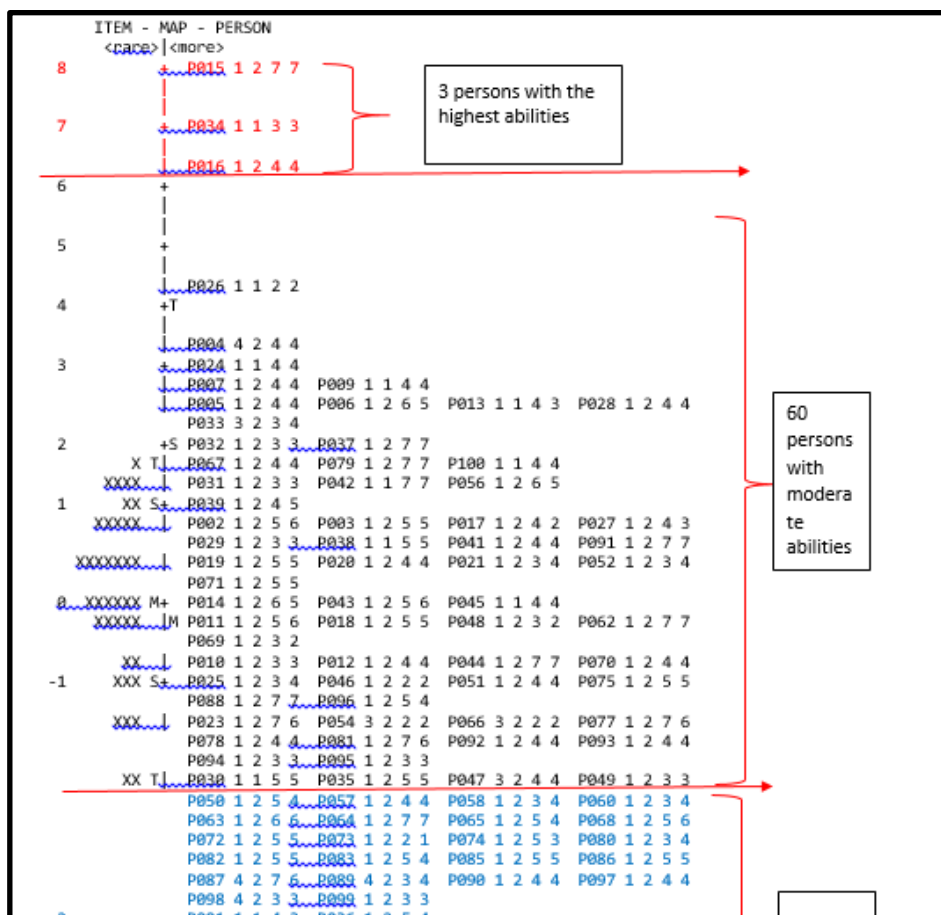 ITEM - MAP - PERSON
<rare>|<more>
8 + P015 1 2 7 7
|
|
7 + P034 1 1 3 3
|
| P016 1 2 4 4
3 persons with the
highest abilities
6 +
|
|
5 +
|
| P026 1 1 2 2
4 +T
|
| P004 4 2 4 4
3 + P024 1 1 4 4
| P007 1 2 4 4 P009 1 1 4 4
| P005 1 2 4 4 P006 1 2 6 5 P013 1 1 4 3 P028 1 2 4 4
P033 3 2 3 4
2 +S P032 1 2 3 3 P037 1 2 7 7
X T| P067 1 2 4 4 P079 1 2 7 7 P100 1 1 4 4
XXXX | P031 1 2 3 3 P042 1 1 7 7 P056 1 2 6 5
1 XX S+ P039 1 2 4 5
XXXXX | P002 1 2 5 6 P003 1 2 5 5 P017 1 2 4 2 P027 1 2 4 3
P029 1 2 3 3 P038 1 1 5 5 P041 1 2 4 4 P091 1 2 7 7
XXXXXXX | P019 1 2 5 5 P020 1 2 4 4 P021 1 2 3 4 P052 1 2 3 4
P071 1 2 5 5
0 XXXXXX M+ P014 1 2 6 5 P043 1 2 5 6 P045 1 1 4 4
XXXXX |M P011 1 2 5 6 P018 1 2 5 5 P048 1 2 3 2 P062 1 2 7 7
P069 1 2 3 2
XX | P010 1 2 3 3 P012 1 2 4 4 P044 1 2 7 7 P070 1 2 4 4
-1 XXX S+ P025 1 2 3 4 P046 1 2 2 2 P051 1 2 4 4 P075 1 2 5 5
P088 1 2 7 7 P096 1 2 5 4
XXX | P023 1 2 7 6 P054 3 2 2 2 P066 3 2 2 2 P077 1 2 7 6
P078 1 2 4 4 P081 1 2 7 6 P092 1 2 4 4 P093 1 2 4 4
P094 1 2 3 3 P095 1 2 3 3
XX T| P030 1 1 5 5 P035 1 2 5 5 P047 3 2 4 4 P049 1 2 3 3
60
persons
with
modera
te
abilities
P050 1 2 5 4 P057 1 2 4 4 P058 1 2 3 4 P060 1 2 3 4
P063 1 2 6 6 P064 1 2 7 7 P065 1 2 5 4 P068 1 2 5 6
P072 1 2 5 5 P073 1 2 2 1 P074 1 2 5 3 P080 1 2 3 4
P082 1 2 5 5 P083 1 2 5 4 P085 1 2 5 5 P086 1 2 5 5
P087 4 2 7 6 P089 4 2 3 4 P090 1 2 4 4 P097 1 2 4 4
P098 4 2 3 3 P099 1 2 3 3